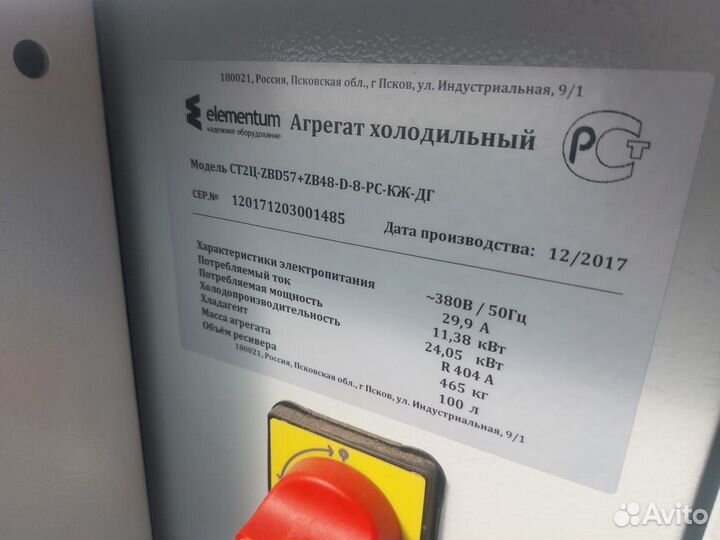 180021, Россия, Псковская обл., г Псков, ул. Индустриальная, 9/1
elementum
надежное оборудование
Агрегат холодильный
РСТ
Модель СТ2Ц-ZBD57+ZB48-D-8-РС-КЖ-ДГ
СЕР.№ 120171203001485
Дата производства: 12/2017
Характеристики электропитания ~380В / 50Гц
Потребляемый ток 29,9 А
Потребляемая мощность 11,38 кВт
Холодопроизводительность 24,05 кВт
Хладагент R 404 A
Масса агрегата 465 кг
Объём ресивера 100 л
180021, Россия, Псковская обл., г Псков, ул. Индустриальная, 9/1
Avito